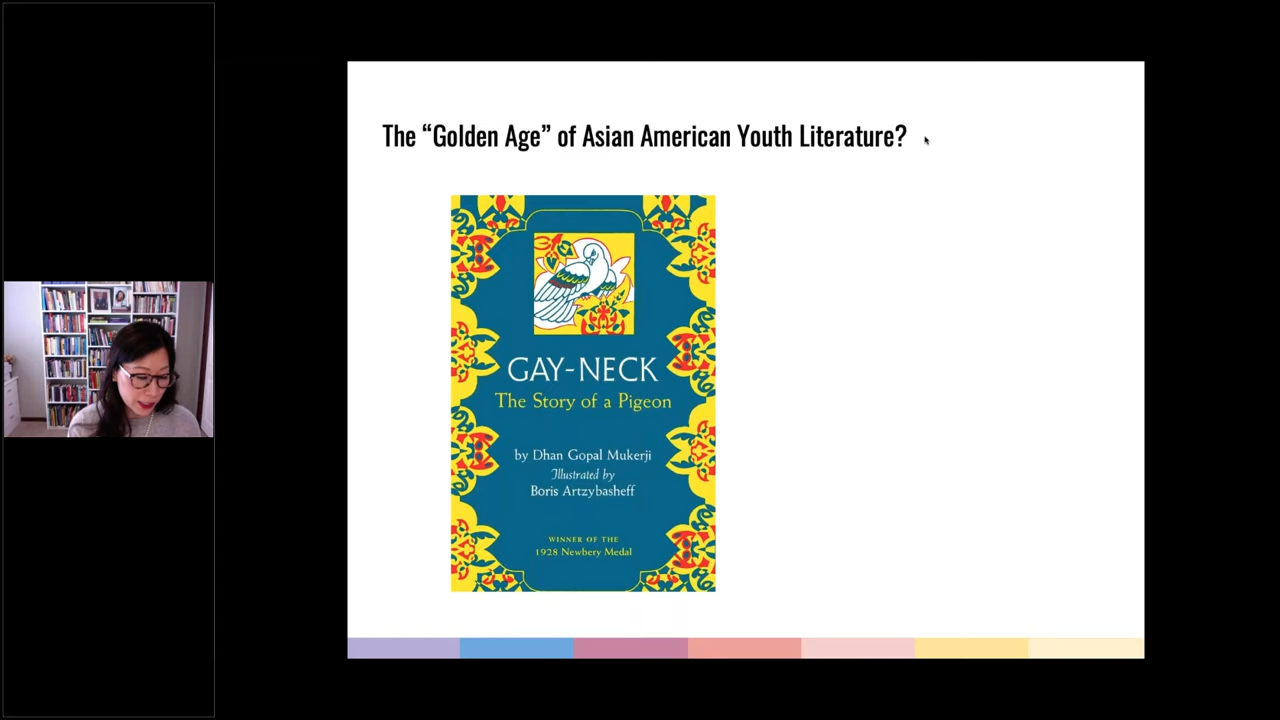 The “Golden Age” of Asian American Youth Literature?
GAY-NECK
The Story of a Pigeon
by Dhan Gopal Mukerji
Illustrated by
Boris Artzybasheff
WINNER OF THE
1928 Newbery Medal